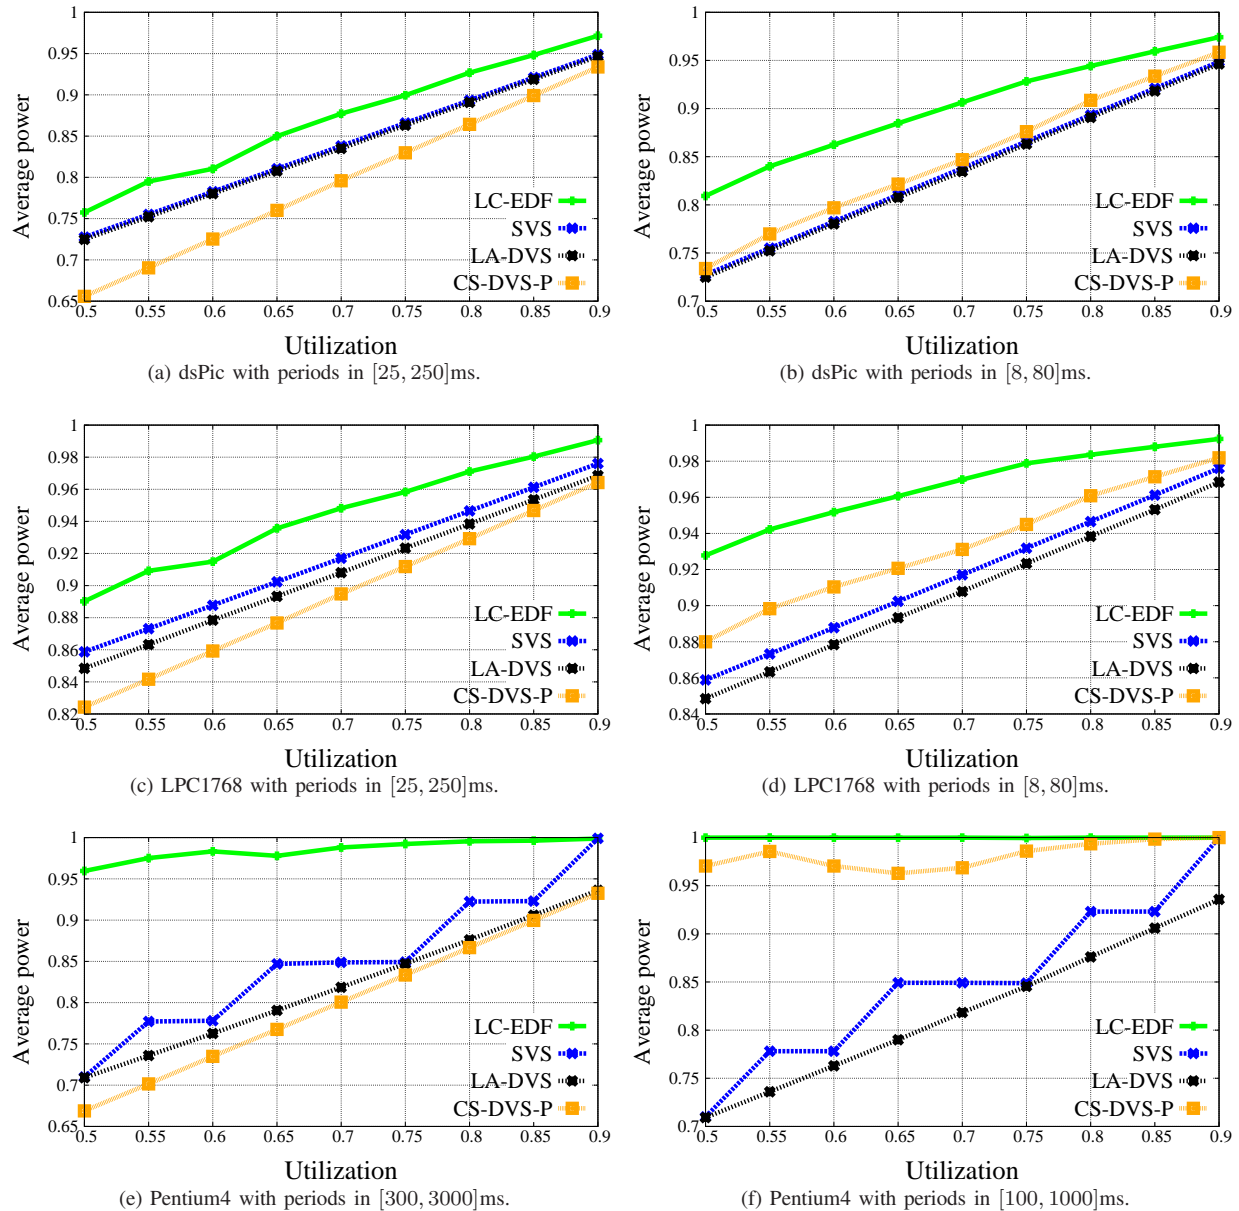 1
0.95
0.9
0.85
0.8
0.75
0.7
0.65
Average power
LC-EDF
SVS
LA-DVS
CS-DVS-P
0.5 0.55 0.6 0.65 0.7 0.75 0.8 0.85 0.9
Utilization
(a) dsPic with periods in [25, 250]ms.
1
0.95
0.9
0.85
0.8
0.75
0.7
Average power
LC-EDF
SVS
LA-DVS
CS-DVS-P
0.5 0.55 0.6 0.65 0.7 0.75 0.8 0.85 0.9
Utilization
(b) dsPic with periods in [8, 80]ms.
1
0.98
0.96
0.94
0.92
0.9
0.88
0.86
0.84
0.82
Average power
LC-EDF
SVS
LA-DVS
CS-DVS-P
0.5 0.55 0.6 0.65 0.7 0.75 0.8 0.85 0.9
Utilization
(c) LPC1768 with periods in [25, 250]ms.
1
0.98
0.96
0.94
0.92
0.9
0.88
0.86
0.84
Average power
LC-EDF
SVS
LA-DVS
CS-DVS-P
0.5 0.55 0.6 0.65 0.7 0.75 0.8 0.85 0.9
Utilization
(d) LPC1768 with periods in [8, 80]ms.
1
0.95
0.9
0.85
0.8
0.75
0.7
0.65
Average power
LC-EDF
SVS
LA-DVS
CS-DVS-P
0.5 0.55 0.6 0.65 0.7 0.75 0.8 0.85 0.9
Utilization
(e) Pentium4 with periods in [300, 3000]ms.
1
0.95
0.9
0.85
0.8
0.75
0.7
Average power
LC-EDF
SVS
LA-DVS
CS-DVS-P
0.5 0.55 0.6 0.65 0.7 0.75 0.8 0.85 0.9
Utilization
(f) Pentium4 with periods in [100, 1000]ms.